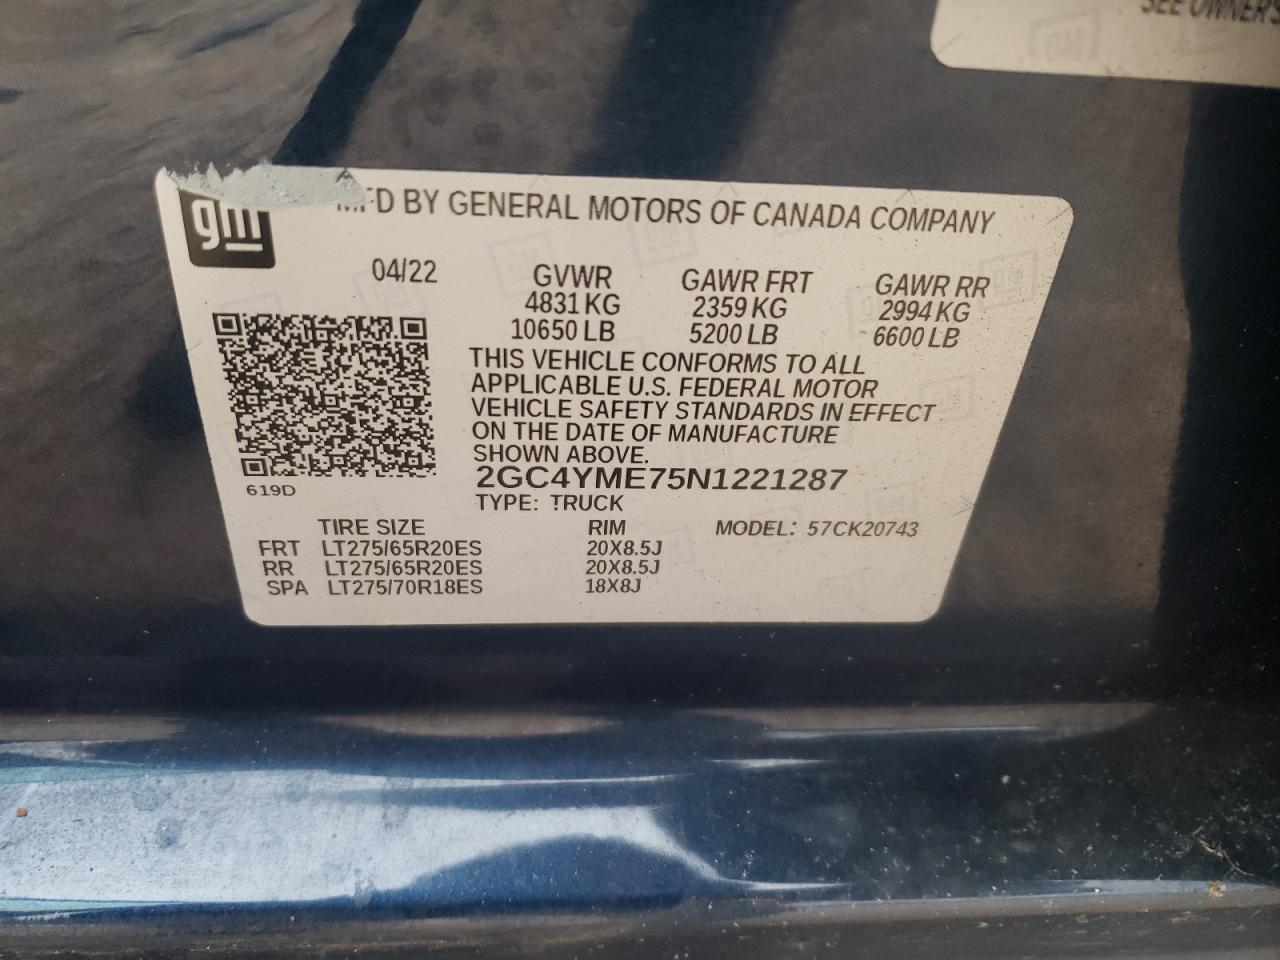 SEE OWNER'S
gm
MFD BY GENERAL MOTORS OF CANADA COMPANY
04/22
GVWR GAWR FRT GAWR RR
4831 KG 2359 KG 2994 KG
10650 LB 5200 LB 6600 LB
THIS VEHICLE CONFORMS TO ALL
APPLICABLE U.S. FEDERAL MOTOR
VEHICLE SAFETY STANDARDS IN EFFECT
ON THE DATE OF MANUFACTURE
SHOWN ABOVE.
619D
2GC4YME75N1221287
TYPE: TRUCK
TIRE SIZE RIM MODEL: 57CK20743
FRT LT275/65R20ES 20X8.5J
RR LT275/65R20ES 20X8.5J
SPA LT275/70R18ES 18X8J